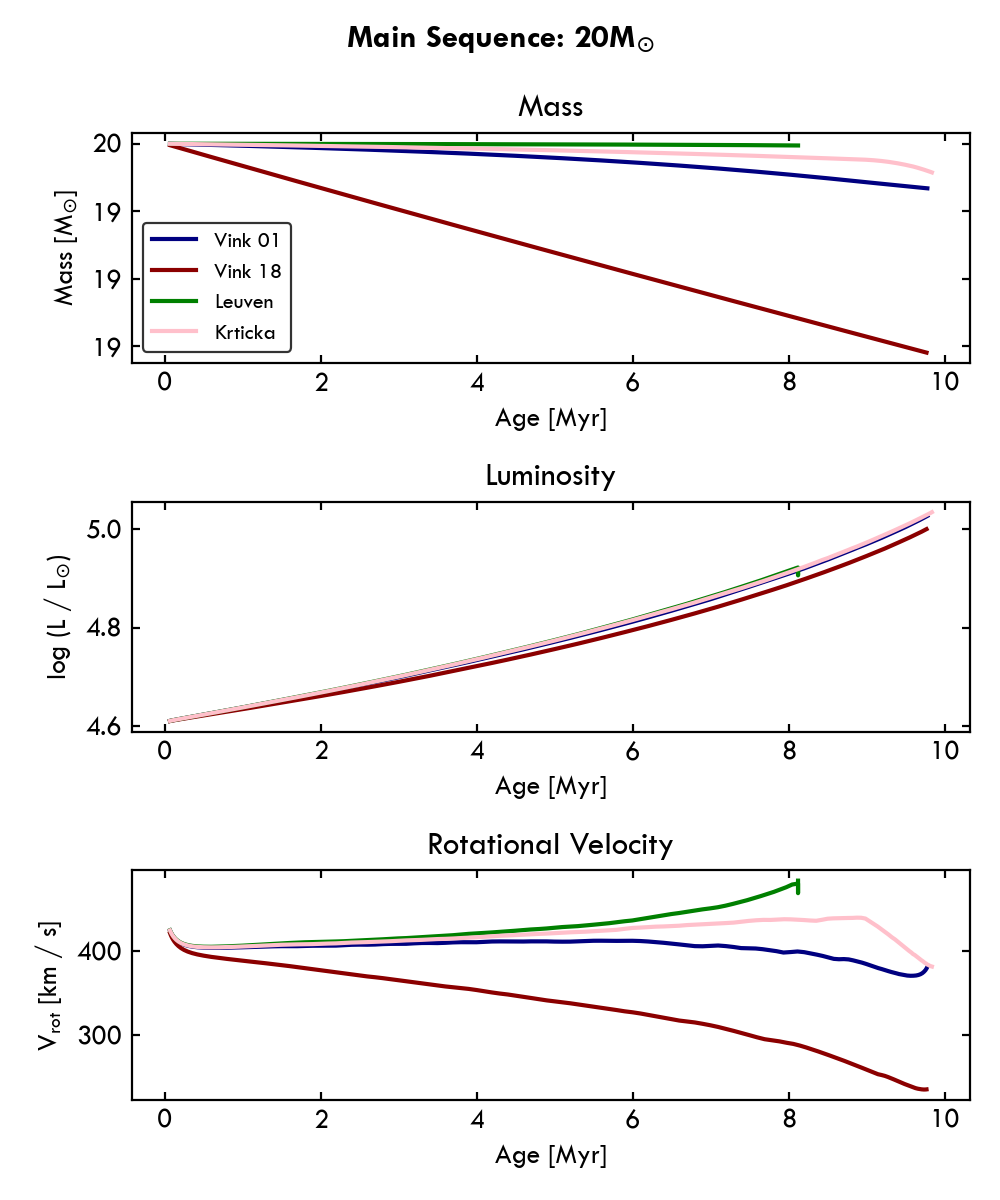 Main Sequence: 20M⊙
Mass
Mass [M⊙]
20
19
19
19
Vink 01
Vink 18
Leuven
Krticka
0 2 4 6 8 10
Age [Myr]
Luminosity
log (L / L⊙)
5.0
4.8
4.6
0 2 4 6 8 10
Age [Myr]
Rotational Velocity
Vrot [km / s]
400
300
0 2 4 6 8 10
Age [Myr]